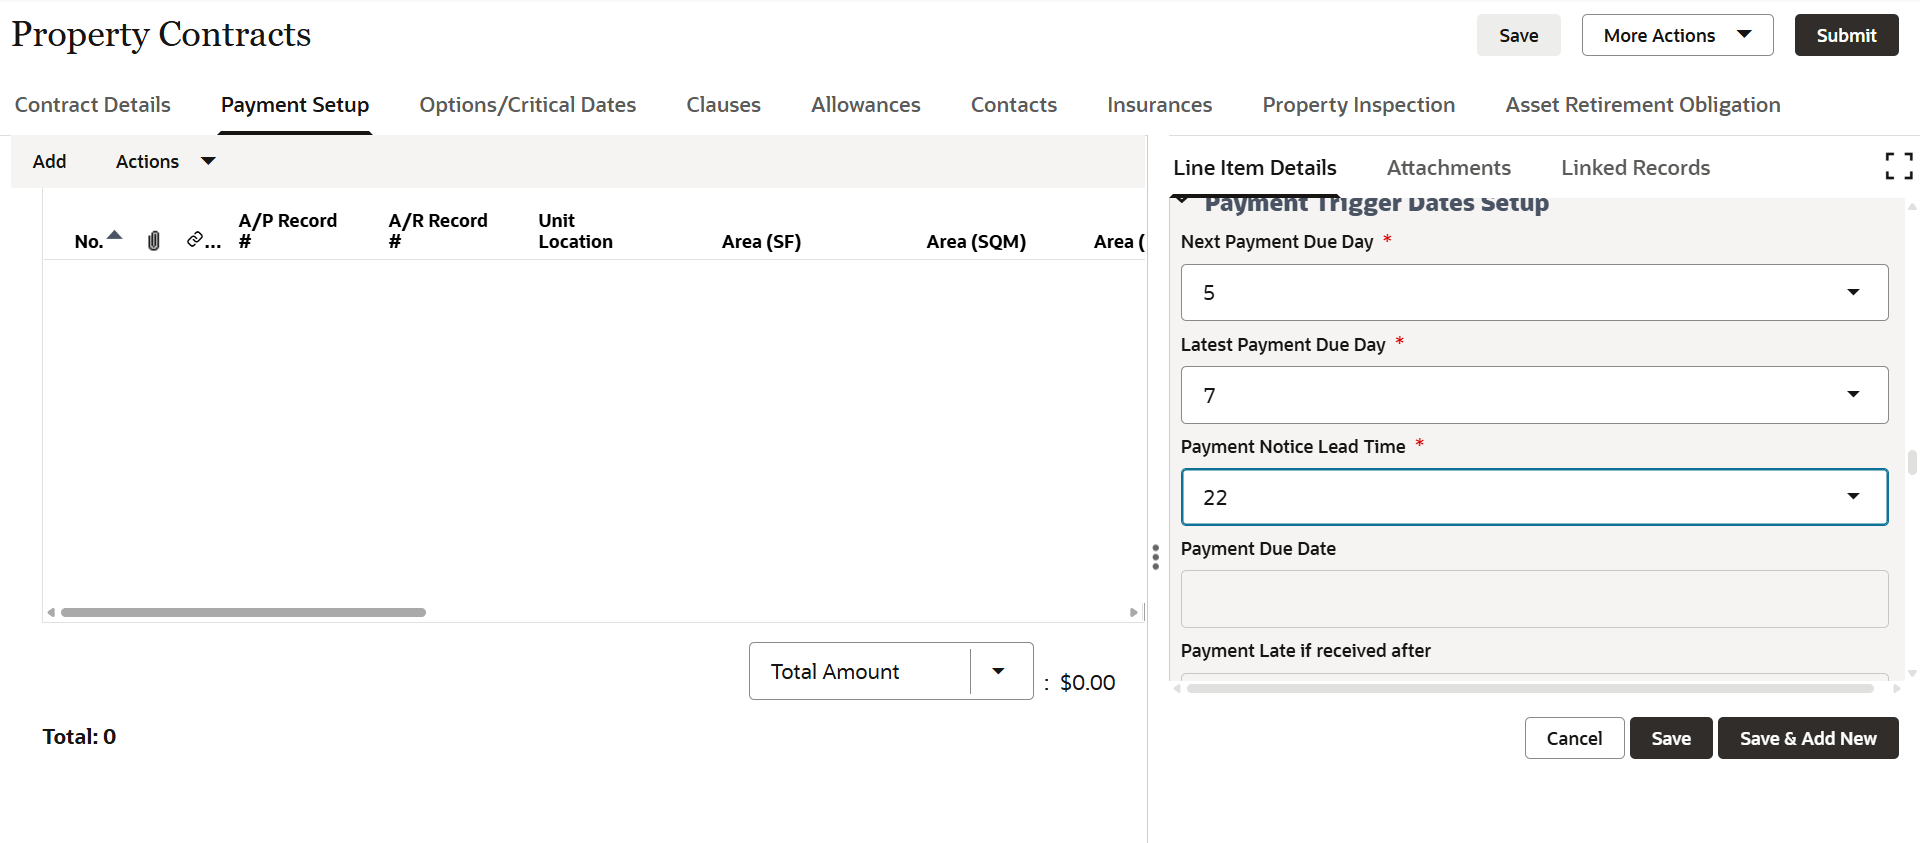 Property Contracts
Save
More Actions
Submit
Contract Details
Payment Setup
Options/Critical Dates
Clauses
Allowances
Contacts
Insurances
Property Inspection
Asset Retirement Obligation
Add
Actions
No.
...
A/P Record
#
A/R Record
#
Unit
Location
Area (SF)
Area (SQM)
Area (
Total Amount
: $0.00
Total: 0
Line Item Details
Attachments
Linked Records
Payment Trigger Dates Setup
Next Payment Due Day *
5
Latest Payment Due Day *
7
Payment Notice Lead Time *
22
Payment Due Date
Payment Late if received after
Cancel
Save
Save & Add New